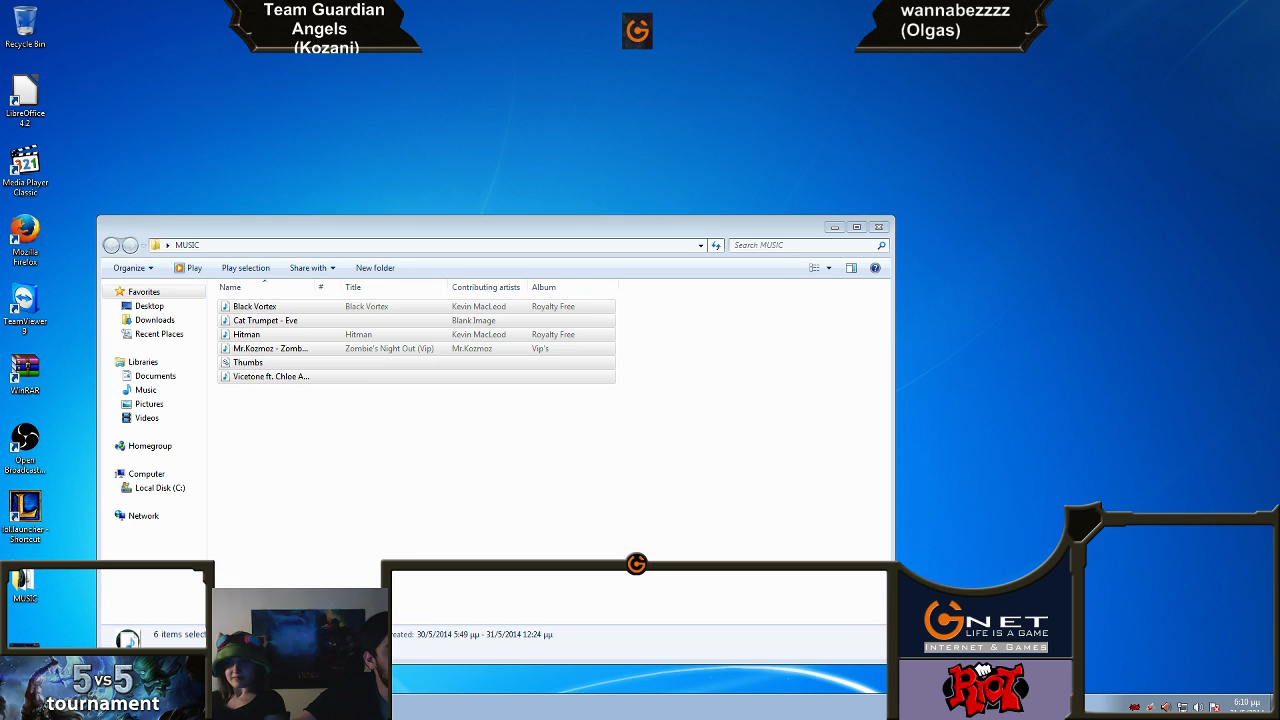 Team Guardian
Angels
(Kozani)
wannabezzzz
(Olgas)
Recycle Bin
LibreOffice
4.2
Media Player
Classic
Mozilla
Firefox
TeamViewer
9
WinRAR
Open
Broadcast...
lol.launcher -
Shortcut
MUSIC
MUSIC
Search MUSIC
Organize
Play
Play selection
Share with
New folder
Name # Title Contributing artists Album
Favorites
Desktop
Downloads
Recent Places
Libraries
Documents
Music
Pictures
Videos
Homegroup
Computer
Local Disk (C:)
Network
Black Vortex Black Vortex Kevin MacLeod Royalty Free
Cat Trumpet - Eve Blank Image
Hitman Hitman Kevin MacLeod Royalty Free
Mr.Kozmoz - Zomb... Zombie's Night Out (Vip) Mr.Kozmoz Vip's
Thumbs
Vicetone ft. Chloe A...
6 items select
eated: 30/5/2014 5:49 μμ - 31/5/2014 12:24 μμ
5 vs 5
tournament
GNET
LIFE IS A GAME
INTERNET & GAMES
RIOT
6:10 μμ